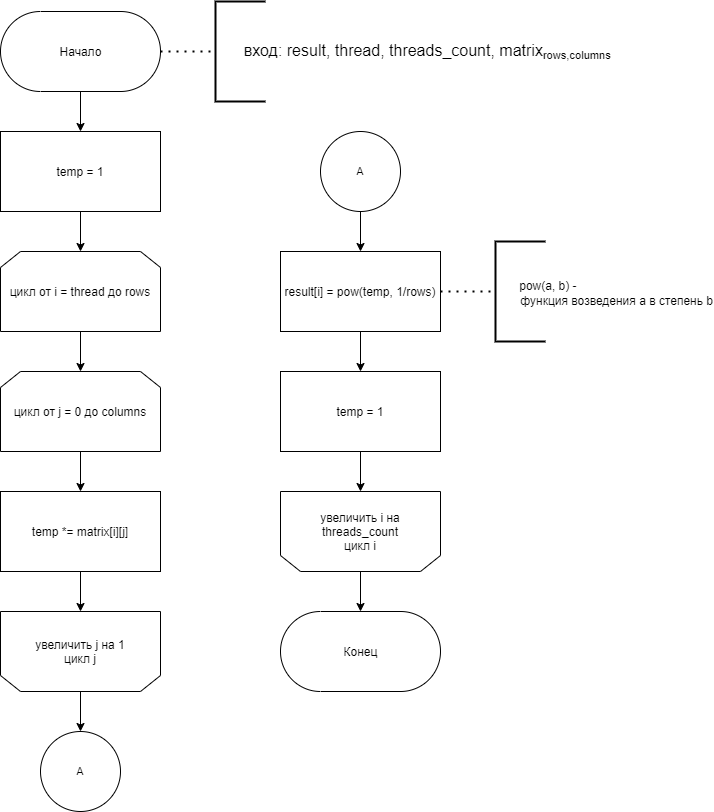 Начало
вход: result, thread, threads_count, matrixrows,columns
temp = 1
цикл от i = thread до rows
цикл от j = 0 до columns
temp *= matrix[i][j]
увеличить j на 1
цикл j
A
A
result[i] = pow(temp, 1/rows)
pow(a, b) -
функция возведения a в степень b
temp = 1
увеличить i на
threads_count
цикл i
Конец